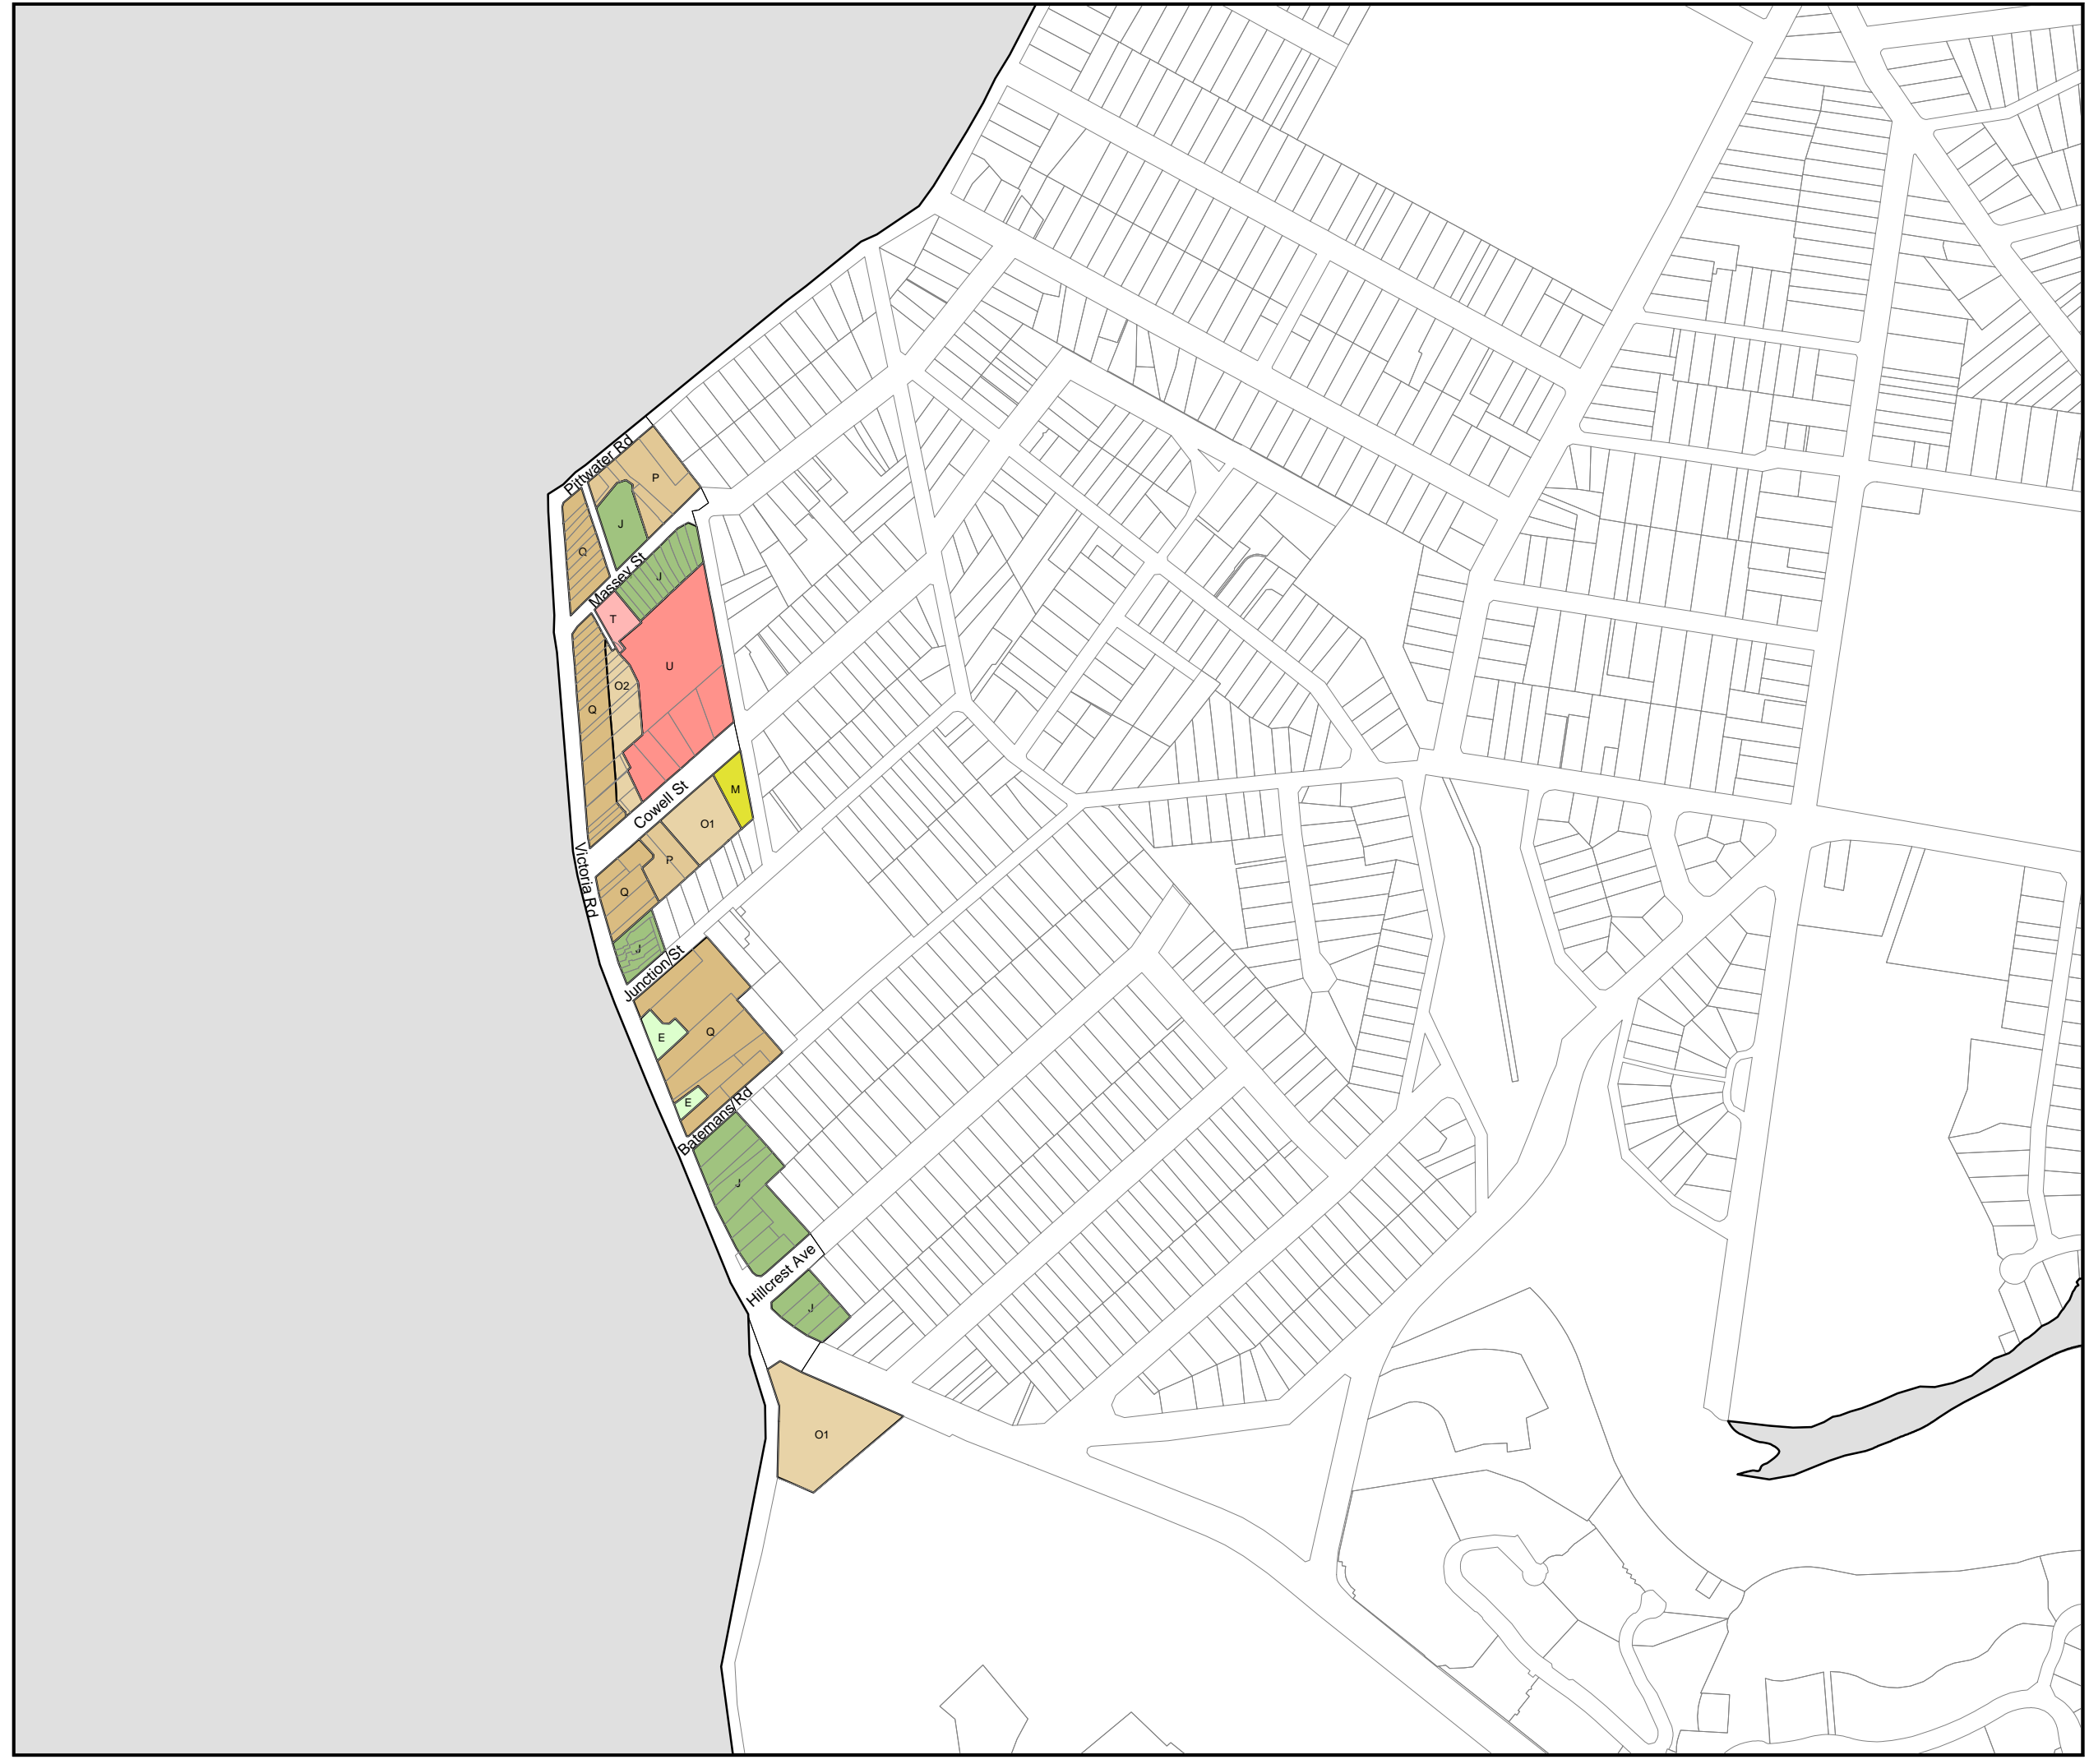 Pittwater Rd
P
J
Q
Massey St
J
T
U
O2
Q
M
Cowell St
O1
P
Victoria Rd
Q
J
Junction St
Q
E
E
Batemans Rd
J
Hillcrest Ave
J
O1